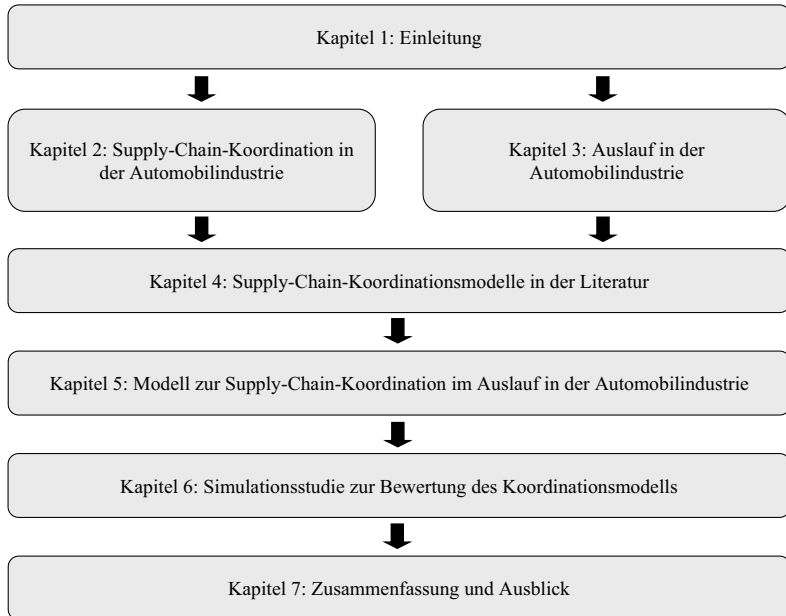 Kapitel 1: Einleitung
Kapitel 2: Supply-Chain-Koordination in
der Automobilindustrie
Kapitel 3: Auslauf in der
Automobilindustrie
Kapitel 4: Supply-Chain-Koordinationsmodelle in der Literatur
Kapitel 5: Modell zur Supply-Chain-Koordination im Auslauf in der Automobilindustrie
Kapitel 6: Simulationsstudie zur Bewertung des Koordinationsmodells
Kapitel 7: Zusammenfassung und Ausblick